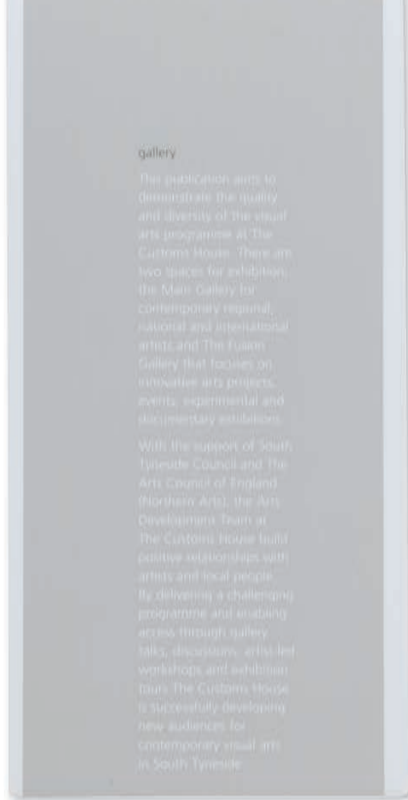 gallery
This publication aims to
demonstrate the quality
and diversity of the visual
arts programme at The
Customs House. There are
two spaces for exhibition,
the Main Gallery for
contemporary regional,
national and international
artists and The Fusion
Gallery that focuses on
innovative arts projects,
events, experimental and
documentary exhibitions.
With the support of South
Tyneside Council and The
Arts Council of England
(Northern Arts), the Arts
Development Team at
The Customs House build
positive relationships with
artists and local people.
By delivering a challenging
programme and enabling
access through gallery
talks, discussions, artist-led
workshops and exhibition
tours The Customs House
is successfully developing
new audiences for
contemporary visual arts
in South Tyneside